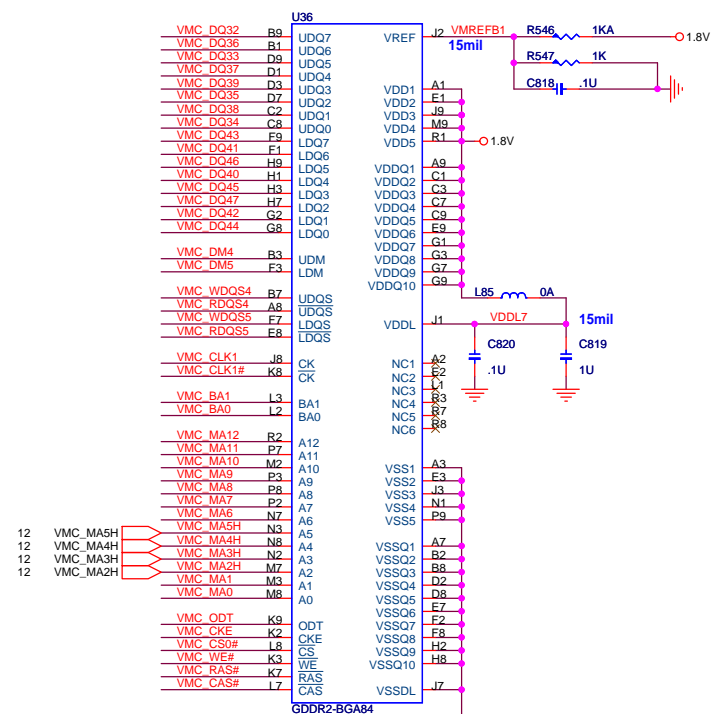 U36
VMC_DQ32 B9 UDQ7 VREF J2 VMREFB1 R546 1KA 1.8V
15mil
VMC_DQ36 B1 UDQ6
VMC_DQ33 D9 UDQ5 R547 1K
VMC_DQ37 D1 UDQ4
VMC_DQ39 D3 UDQ3 VDD1 A1 C818 .1U
VMC_DQ35 D7 UDQ2 VDD2 E1
VMC_DQ38 C2 UDQ1 VDD3 J9
VMC_DQ34 C8 UDQ0 VDD4 M9
VMC_DQ43 F9 LDQ7 VDD5 R1 1.8V
VMC_DQ41 F1 LDQ6
VMC_DQ46 H9 LDQ5 VDDQ1 A9
VMC_DQ40 H1 LDQ4 VDDQ2 C1
VMC_DQ45 H3 LDQ3 VDDQ3 C3
VMC_DQ47 H7 LDQ2 VDDQ4 C7
VMC_DQ42 G2 LDQ1 VDDQ5 C9
VMC_DQ44 G8 LDQ0 VDDQ6 E9
VDDQ7 G1
VMC_DM4 B3 UDM VDDQ8 G3
VMC_DM5 F3 LDM VDDQ9 G7
VDDQ10 G9
VMC_WDQS4 B7 UDQS L85 0A
VMC_RDQS4 A8 UDQS
VMC_WDQS5 F7 LDQS VDDL J1 VDDL7 15mil
VMC_RDQS5 E8 LDQS
C820 C819
VMC_CLK1 J8 CK NC1 A2
.1U 1U
VMC_CLK1# K8 CK NC2 E2
NC3 L1
VMC_BA1 L3 BA1 NC4 R3
VMC_BA0 L2 BA0 NC5 R7
NC6 R8
VMC_MA12 R2 A12
VMC_MA11 P7 A11
VMC_MA10 M2 A10 VSS1 A3
VMC_MA9 P3 A9 VSS2 E3
VMC_MA8 P8 A8 VSS3 J3
VMC_MA7 P2 A7 VSS4 N1
VMC_MA6 N7 A6 VSS5 P9
12 VMC_MA5H VMC_MA5H N3 A5
12 VMC_MA4H VMC_MA4H N8 A4 VSSQ1 A7
12 VMC_MA3H VMC_MA3H N2 A3 VSSQ2 B2
12 VMC_MA2H VMC_MA2H M7 A2 VSSQ3 B8
VMC_MA1 M3 A1 VSSQ4 D2
VMC_MA0 M8 A0 VSSQ5 D8
VSSQ6 E7
VMC_ODT K9 ODT VSSQ7 F2
VMC_CKE K2 CKE VSSQ8 F8
VMC_CS0# L8 CS VSSQ9 H2
VMC_WE# K3 WE VSSQ10 H8
VMC_RAS# K7 RAS
VMC_CAS# L7 CAS VSSDL J7
GDDR2-BGA84